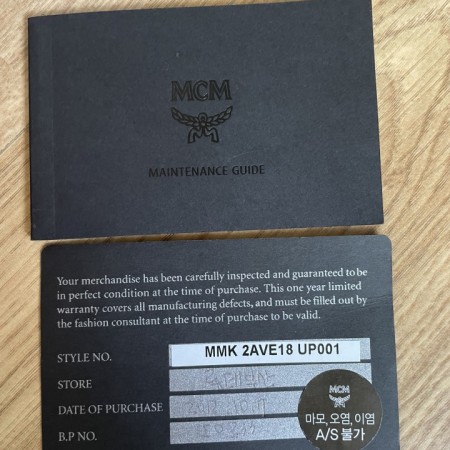 MCM
MAINTENANCE GUIDE
Your merchandise has been carefully inspected and guaranteed to be
in perfect condition at the time of purchase. This one year limited
warranty covers all manufacturing defects, and must be filled out by
the fashion consultant at the time of purchase to be valid.
STYLE NO. MMK 2AVE18 UP001
STORE
DATE OF PURCHASE
B.P NO.
MCM
마모, 오염, 이염
A/S 불가